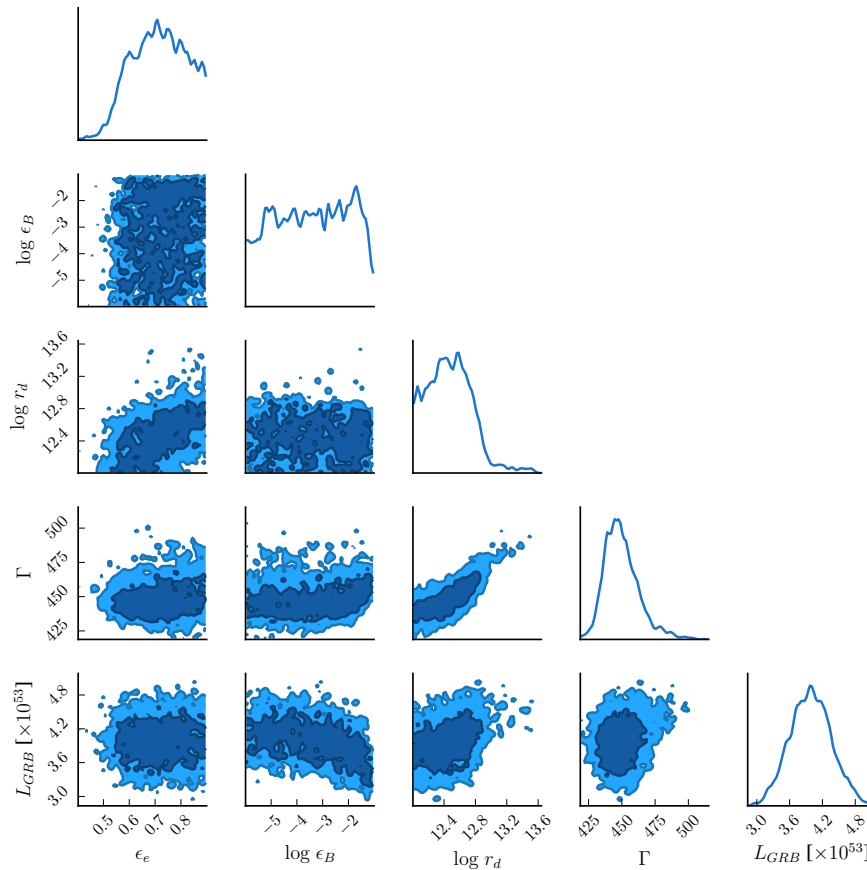 log ϵ_B
−2
−3
−4
−5
log r_d
13.6
13.2
12.8
12.4
Γ
500
475
450
425
L_GRB [×10^53]
4.8
4.2
3.6
3.0
0.5 0.6 0.7 0.8
ϵ_e
−5 −4 −3 −2
log ϵ_B
12.4 12.8 13.2 13.6
log r_d
425 450 475 500
Γ
3.0 3.6 4.2 4.8
L_GRB [×10^53]